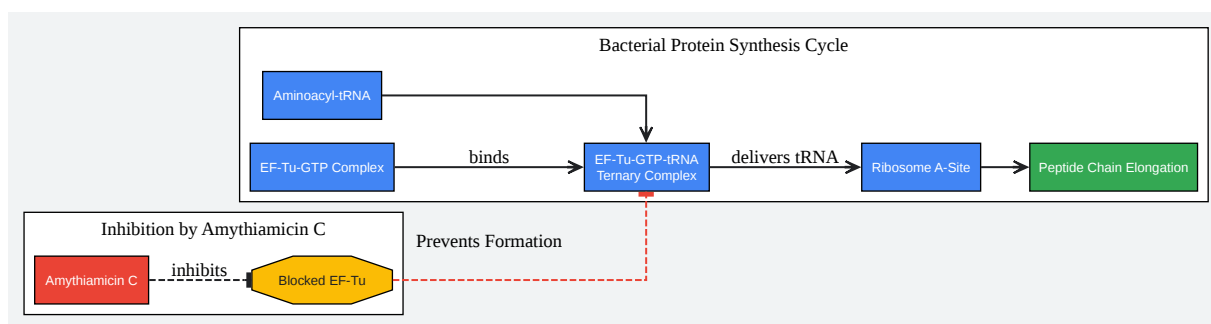 Bacterial Protein Synthesis Cycle
Aminoacyl-tRNA
EF-Tu-GTP Complex
binds
EF-Tu-GTP-tRNA
Ternary Complex
delivers tRNA
Ribosome A-Site
Peptide Chain Elongation
Inhibition by Amythiamicin C
Prevents Formation
Amythiamicin C
inhibits
Blocked EF-Tu